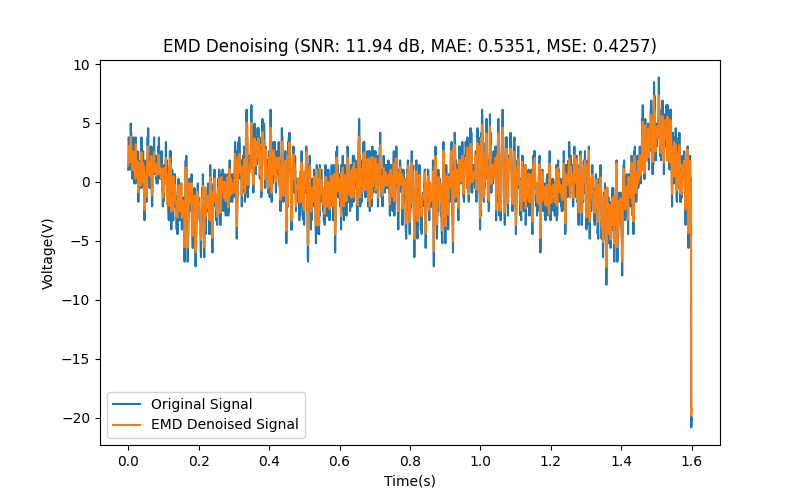 EMD Denoising (SNR: 11.94 dB, MAE: 0.5351, MSE: 0.4257)
10
5
0
−5
−10
−15
−20
Voltage(V)
Original Signal
EMD Denoised Signal
0.0 0.2 0.4 0.6 0.8 1.0 1.2 1.4 1.6
Time(s)